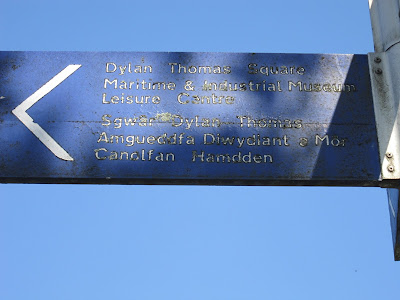 Dylan Thomas Square
Maritime & Industrial Museum
Leisure Centre
Sgwâr Dylan Thomas
Amgueddfa Diwydiant a Môr
Canolfan Hamdden